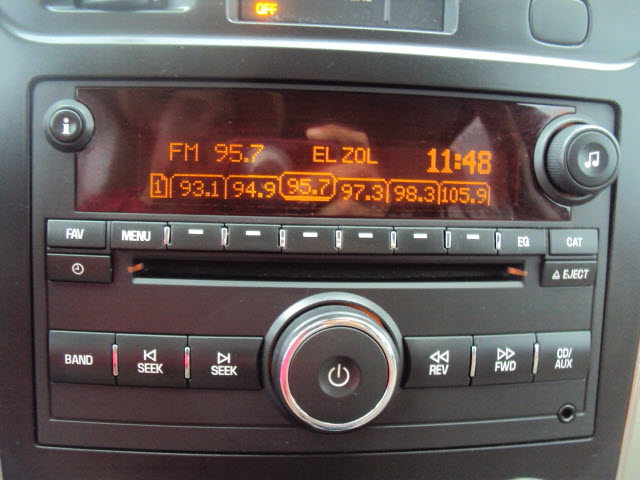 OFF
i
FM 95.7 EL ZOL 11:48
1 93.1 94.9 95.7 97.3 98.3 105.9
FAV MENU EQ CAT
EJECT
BAND SEEK SEEK REV FWD CD/
AUX